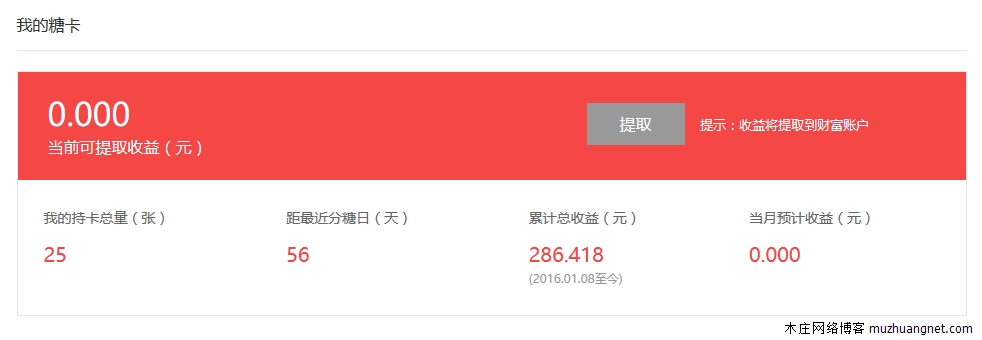 我的糖卡
0.000
当前可提取收益（元）
提取
提示：收益将提取到财富账户
我的持卡总量（张）
25
距最近分糖日（天）
56
累计总收益（元）
286.418
(2016.01.08至今)
当月预计收益（元）
0.000
木庄网络博客 muzhuangnet.com